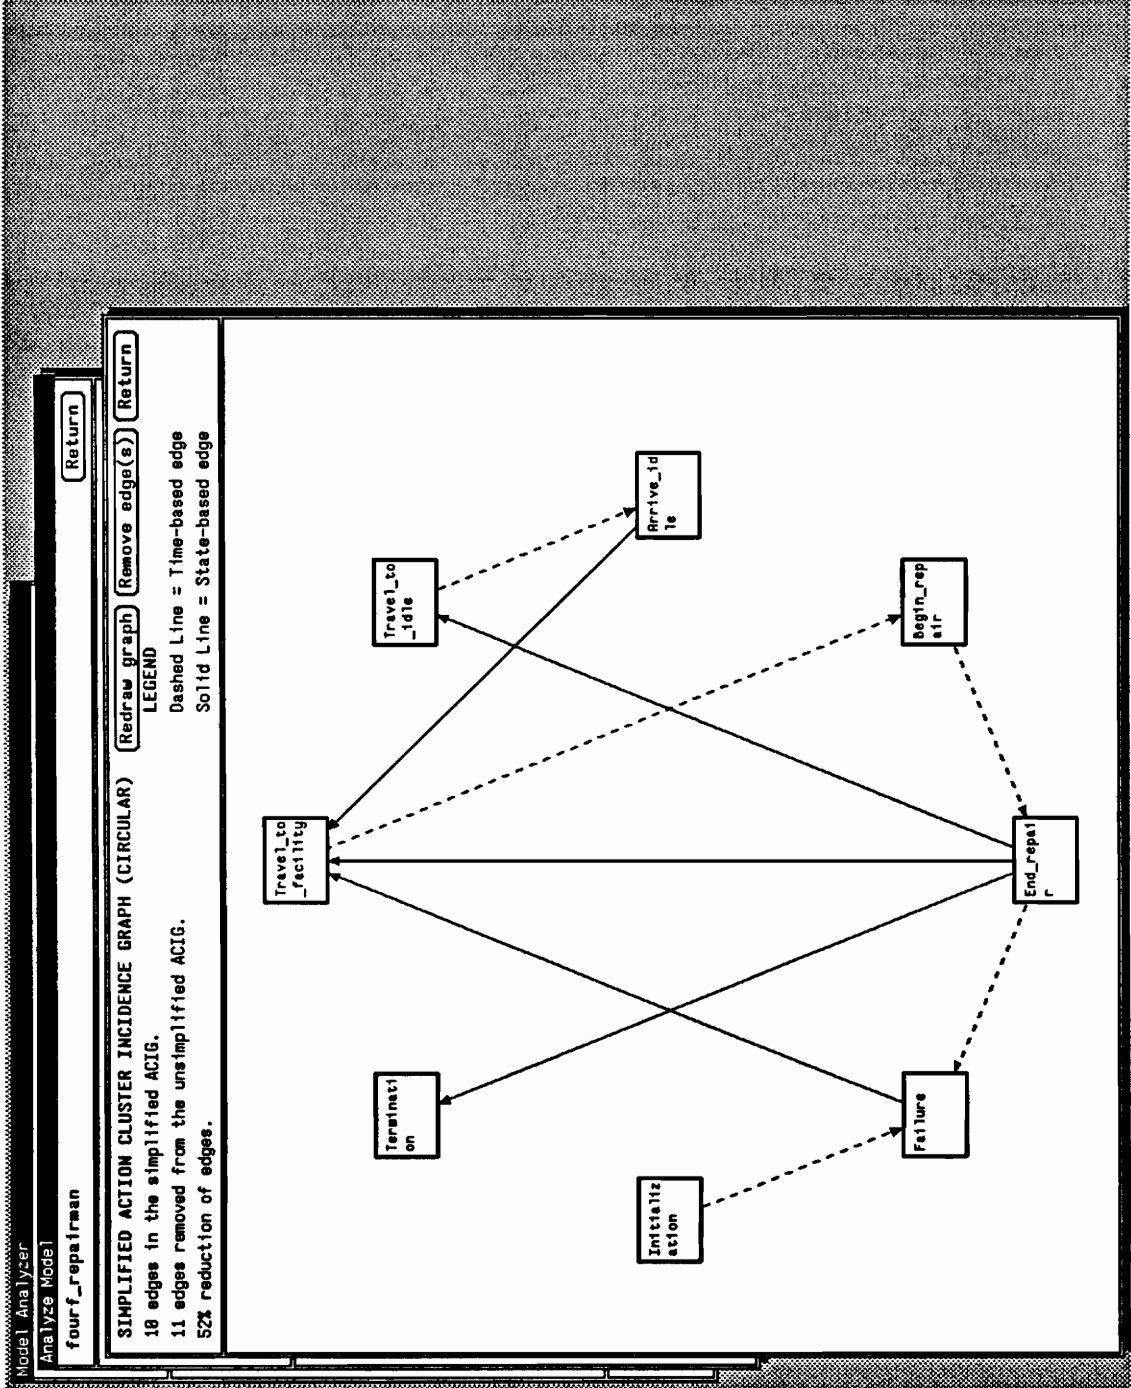 Model Analyzer
Analyze Model
fourf_repairman
Return
SIMPLIFIED ACTION CLUSTER INCIDENCE GRAPH (CIRCULAR)
Redraw graph
Remove edge(s)
Return
10 edges in the simplified ACIG.
LEGEND
11 edges removed from the unsimplified ACIG.
Dashed Line = Time-based edge
52% reduction of edges.
Solid Line = State-based edge
Travel_to
_facility
Terminati
on
Travel_to
_idle
Initializ
ation
Arrive_id
le
Failure
Begin_rep
air
End_repai
r